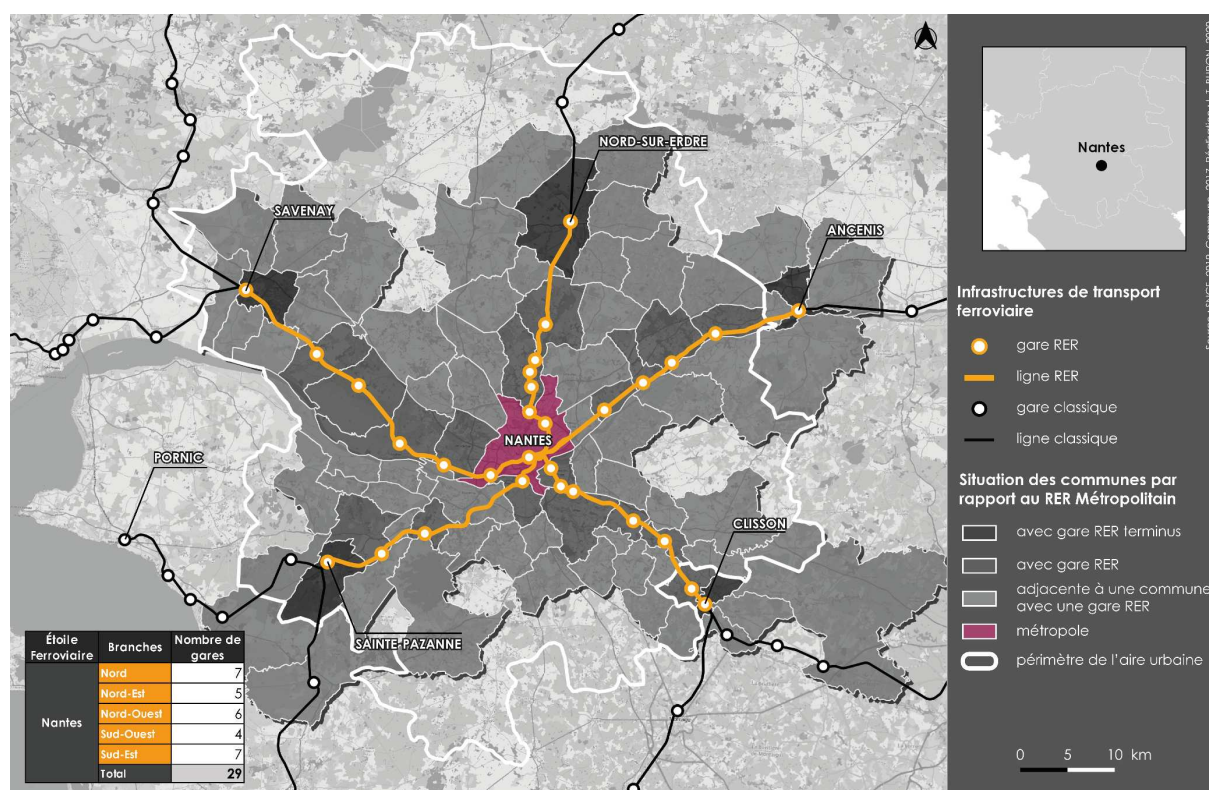 NORD-SUR-ERDRE
SAVENAY
ANCENIS
NANTES
PORNIC
CLISSON
SAINTE-PAZANNE
Étoile Ferroviaire
Branches
Nombre de gares
Nantes
Nord 7
Nord-Est 5
Nord-Ouest 6
Sud-Ouest 4
Sud-Est 7
Total 29
Nantes
Infrastructures de transport
ferroviaire
gare RER
ligne RER
gare classique
ligne classique
Situation des communes par
rapport au RER Métropolitain
avec gare RER terminus
avec gare RER
adjacente à une commune
avec une gare RER
métropole
périmètre de l'aire urbaine
0 5 10 km